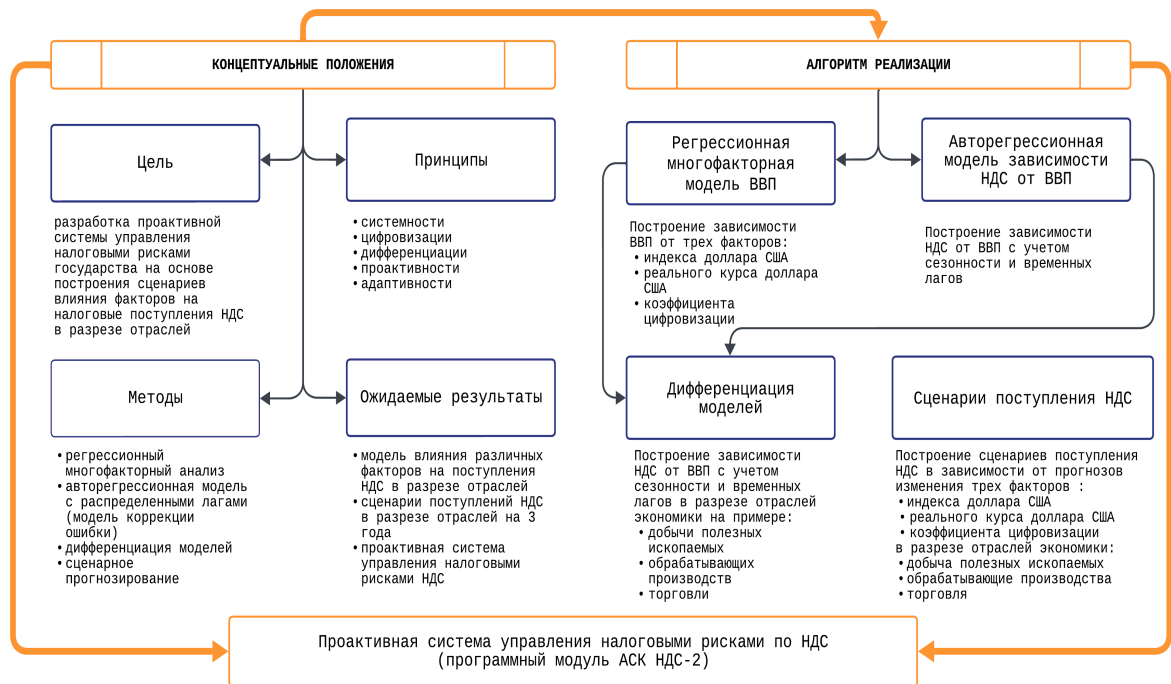 КОНЦЕПТУАЛЬНЫЕ ПОЛОЖЕНИЯ
Цель
разработка проактивной
системы управления
налоговыми рисками
государства на основе
построения сценариев
влияния факторов на
налоговые поступления НДС
в разрезе отраслей
Принципы
• системности
• цифровизации
• дифференциации
• проактивности
• адаптивности
Методы
• регрессионный
многофакторный анализ
• авторегрессионная модель
с распределенными лагами
(модель коррекции
ошибки)
• дифференциация моделей
• сценарное
прогнозирование
Ожидаемые результаты
• модель влияния различных
факторов на поступления
НДС в разрезе отраслей
• сценарии поступлений НДС
в разрезе отраслей на 3
года
• проактивная система
управления налоговыми
рисками НДС
АЛГОРИТМ РЕАЛИЗАЦИИ
Регрессионная
многофакторная
модель ВВП
Построение зависимости
ВВП от трех факторов:
• индекса доллара США
• реального курса доллара
США
• коэффициента
цифровизации
Авторегрессионная
модель зависимости
НДС от ВВП
Построение зависимости
НДС от ВВП с учетом
сезонности и временных
лагов
Дифференциация
моделей
Построение зависимости
НДС от ВВП с учетом
сезонности и временных
лагов в разрезе отраслей
экономики на примере:
• добычи полезных
ископаемых
• обрабатывающих
производств
• торговли
Сценарии поступления НДС
Построение сценариев поступления
НДС в зависимости от прогнозов
изменения трех факторов :
• индекса доллара США
• реального курса доллара США
• коэффициента цифровизации
в разрезе отраслей экономики:
• добыча полезных ископаемых
• обрабатывающие производства
• торговля
Проактивная система управления налоговыми рисками по НДС
(программный модуль АСК НДС-2)